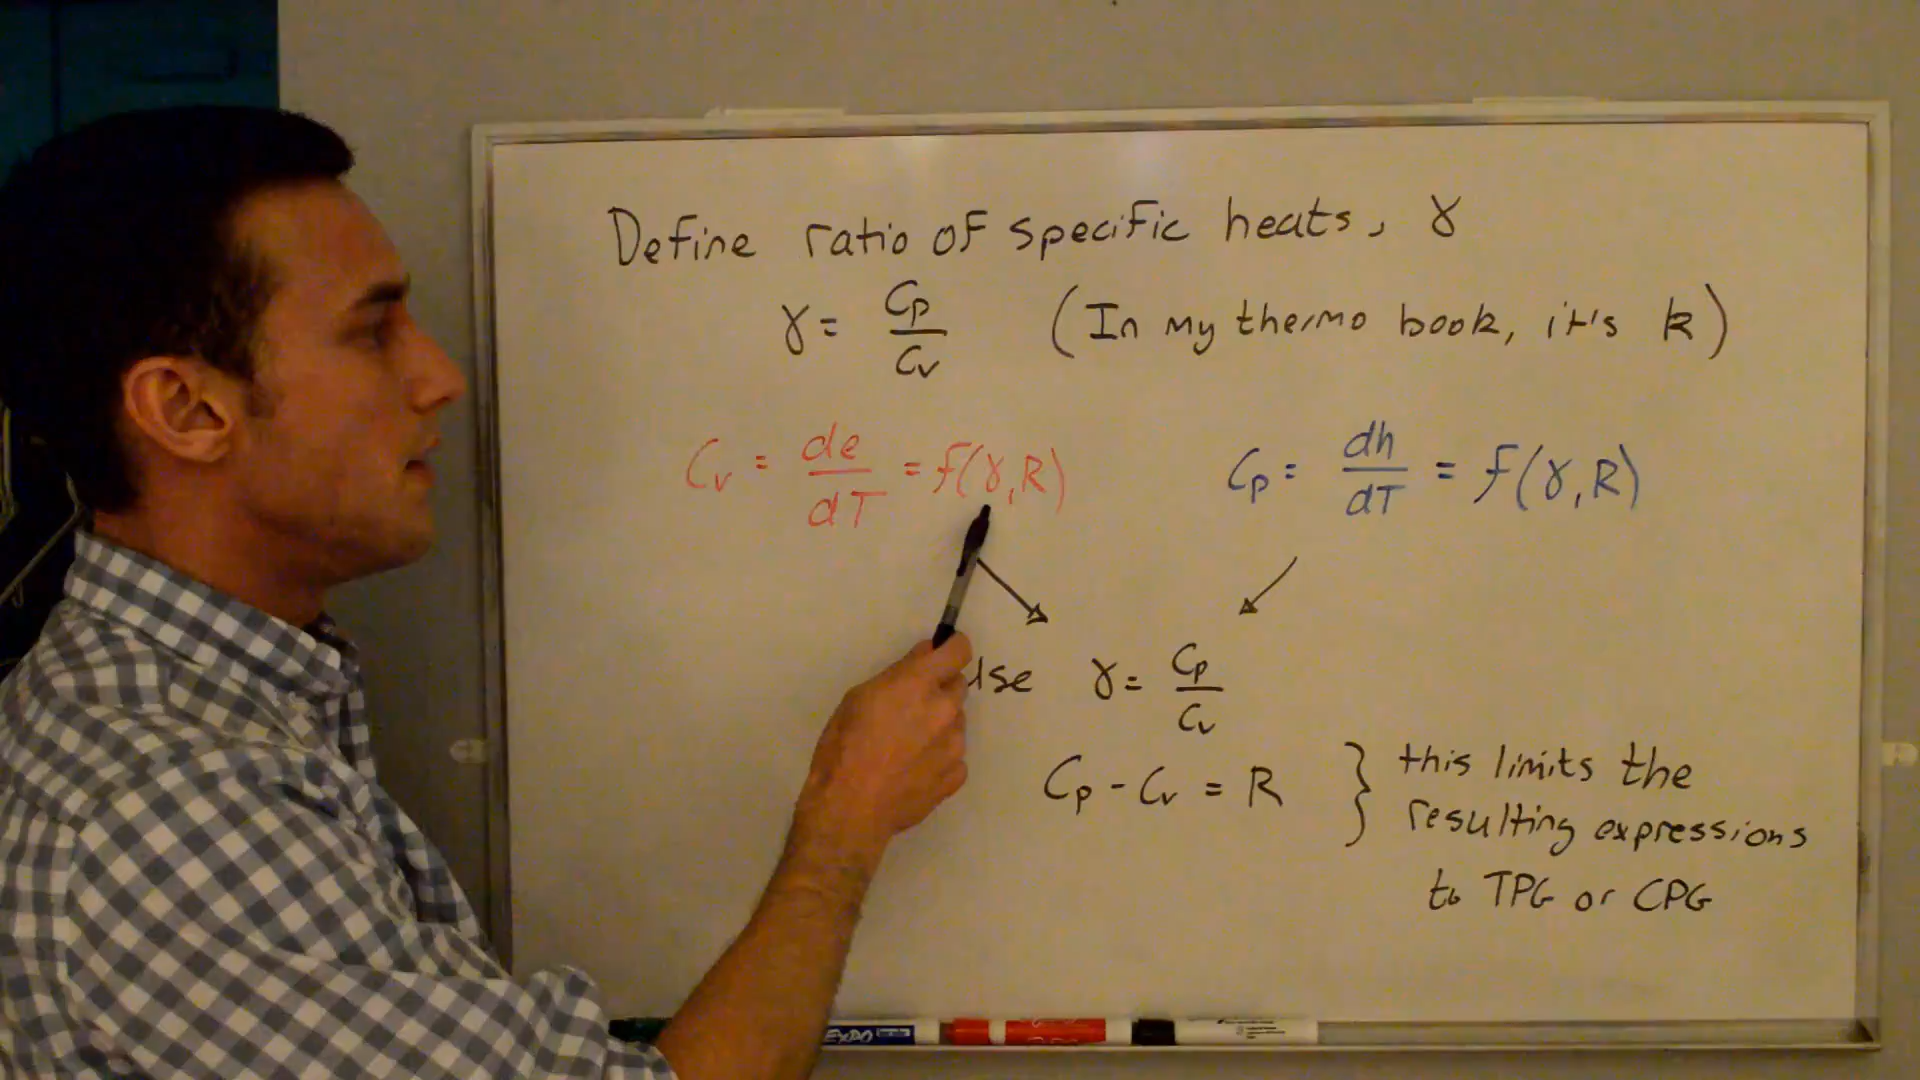 Define ratio of specific heats, γ
γ = Cp/Cv (In my thermo book, it's k)
Cv = de/dT = f(γ, R)
Cp = dh/dT = f(γ, R)
γ = Cp/Cv
Cp - Cv = R } this limits the
resulting expressions
to TPG or CPG
EXPO